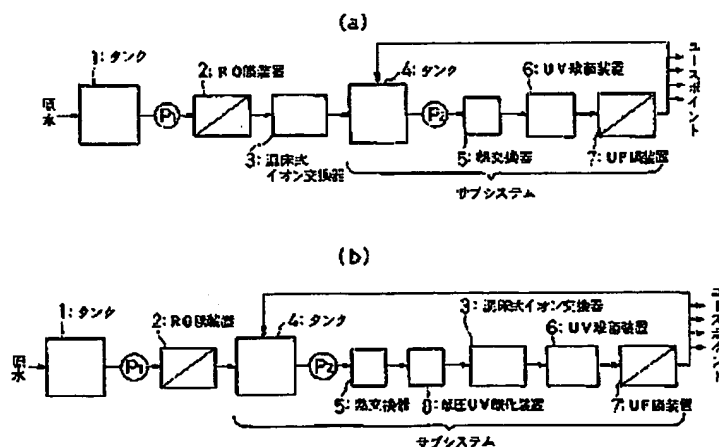 (a)
1:タンク
2:RO膜装置
4:タンク
6:UV殺菌装置
ユースポイント
原水
P1
P2
3:混床式
イオン交換器
5:熱交換器
7:UF膜装置
サブシステム
(b)
1:タンク
2:RO膜装置
4:タンク
3:混床式イオン交換器
6:UV殺菌装置
ユースポイント
原水
P1
P2
5:熱交換器
8:低圧UV酸化装置
7:UF膜装置
サブシステム